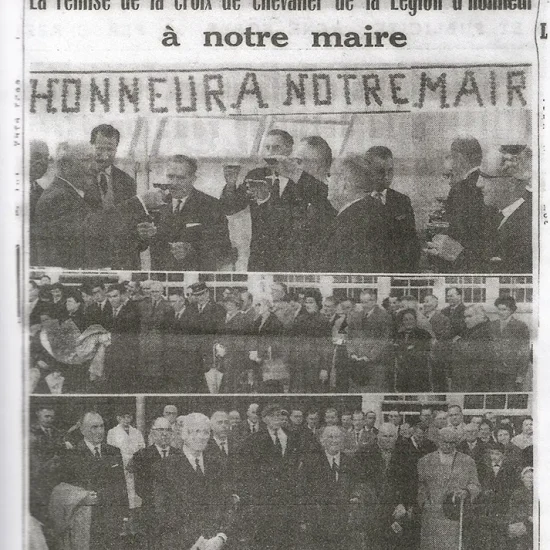 La remise de la croix de chevalier de la Légion d'honneur
à notre maire
HONNEUR A NOTRE MAIR